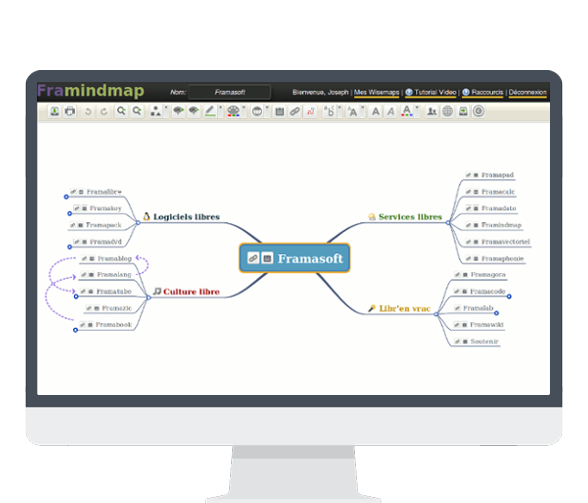 Framindmap
Nom: Framasoft
Bienvenue, Joseph | Mes Wisemaps | Tutorial Video | Raccourcis | Déconnexion
Framalibre
Framakey
Framapack
Framadvd
Logiciels libres
Framablog
Framalang
Framatube
Framazic
Framabook
Culture libre
Framasoft
Services libres
Framapad
Framacalc
Framadate
Framindmap
Framavectoriel
Framaphonie
Libr'en vrac
Framagora
Framacode
Framalab
Framawiki
Soutenir